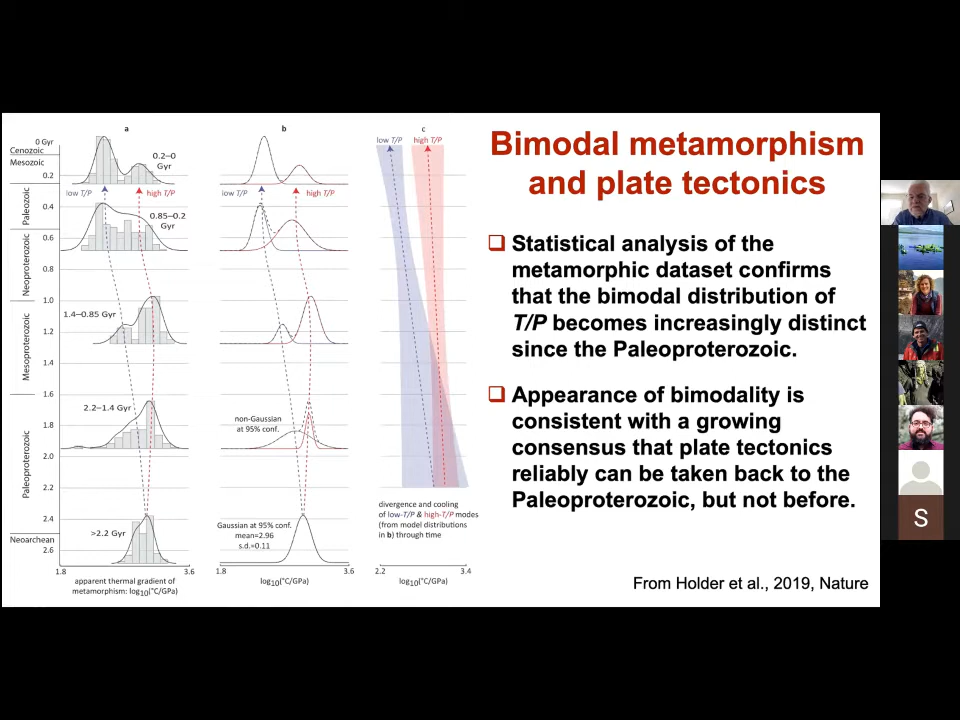 Bimodal metamorphism
and plate tectonics
❑ Statistical analysis of the
metamorphic dataset confirms
that the bimodal distribution of
T/P becomes increasingly distinct
since the Paleoproterozoic.
❑ Appearance of bimodality is
consistent with a growing
consensus that plate tectonics
reliably can be taken back to the
Paleoproterozoic, but not before.
From Holder et al., 2019, Nature
a
0 Gyr
Cenozoic
Mesozoic
Paleozoic
Neoproterozoic
Mesoproterozoic
Paleoproterozoic
Neoarchean
0.2
0.4
0.6
0.8
1.0
1.2
1.4
1.6
1.8
2.0
2.2
2.4
2.6
0.2–0
Gyr
low T/P
high T/P
0.85–0.2
Gyr
1.4–0.85 Gyr
2.2–1.4 Gyr
>2.2 Gyr
1.8
3.6
apparent thermal gradient of
metamorphism: log10(°C/GPa)
b
low T/P
high T/P
non-Gaussian
at 95% conf.
Gaussian at 95% conf.
mean=2.96
s.d.=0.11
1.8
3.6
log10(°C/GPa)
c
low T/P
high T/P
divergence and cooling
of low-T/P & high-T/P modes
(from model distributions
in b) through time
2.2
3.4
log10(°C/GPa)
S